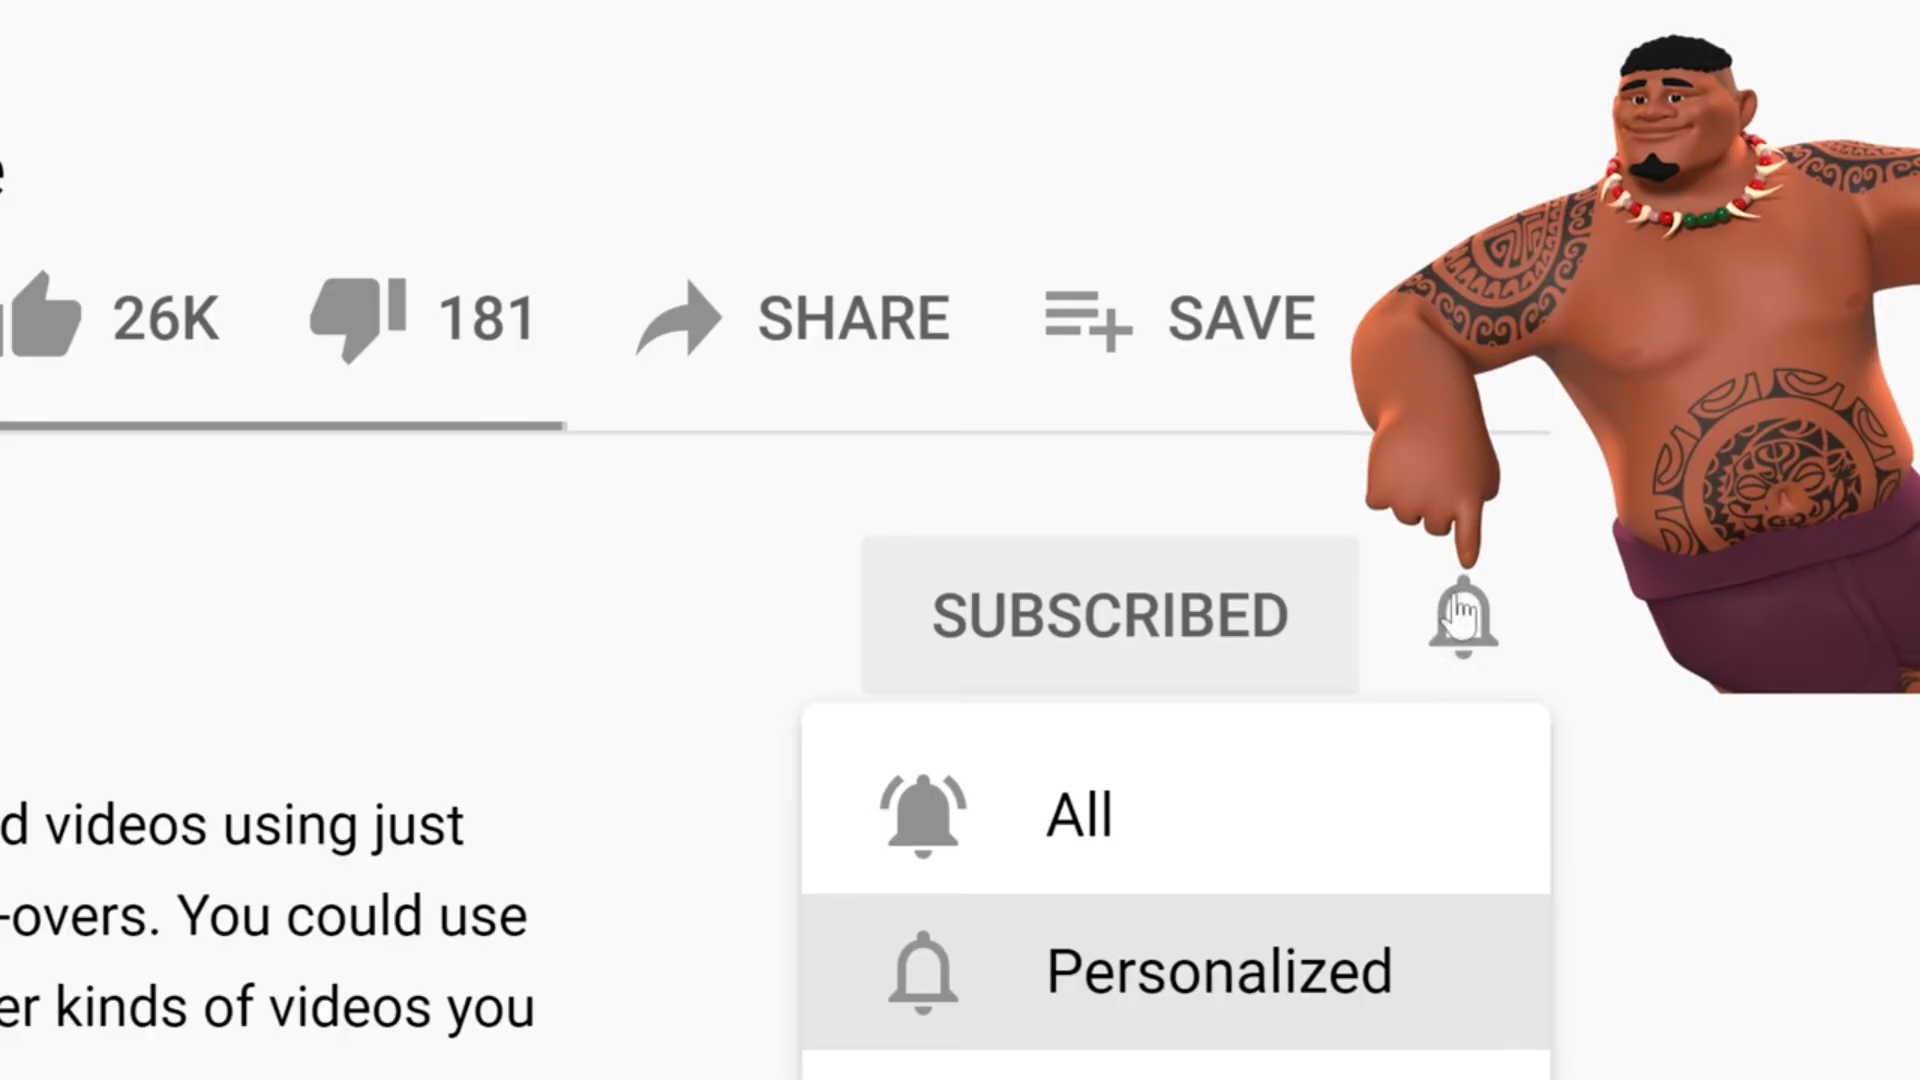 e
26K 181 SHARE SAVE
SUBSCRIBED
All
Personalized
d videos using just
-overs. You could use
er kinds of videos you